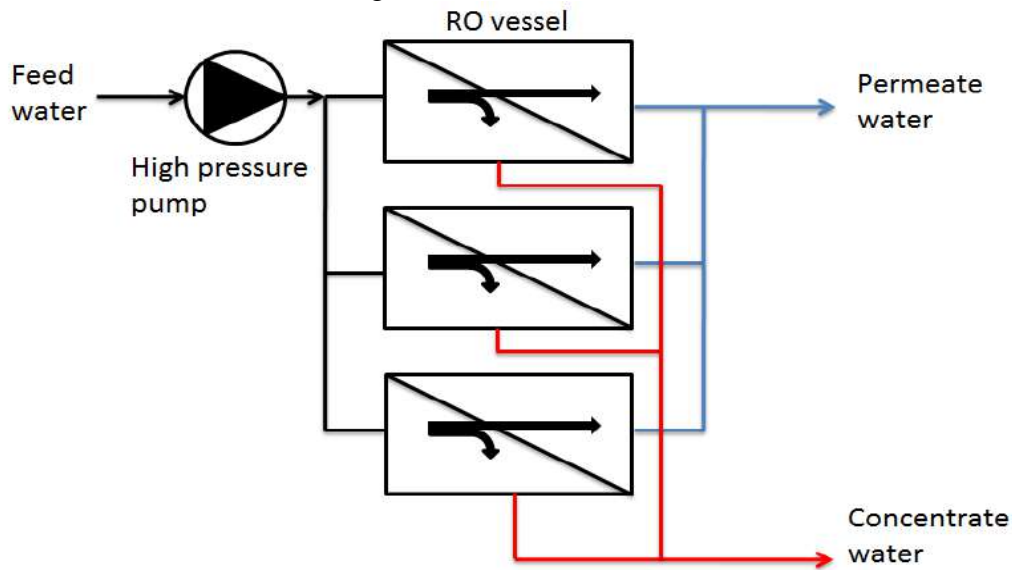 RO vessel
Feed
water
High pressure
pump
Permeate
water
Concentrate
water